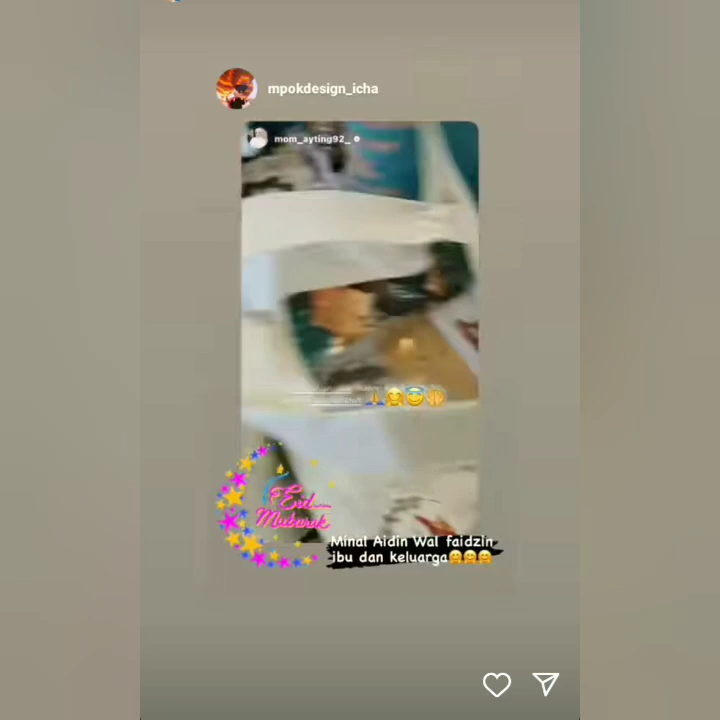 mpokdesign_icha
mom_ayting92_
Eid
Mubarak
Minal Aidin Wal faidzin
ibu dan keluarga🤗🤗🤗